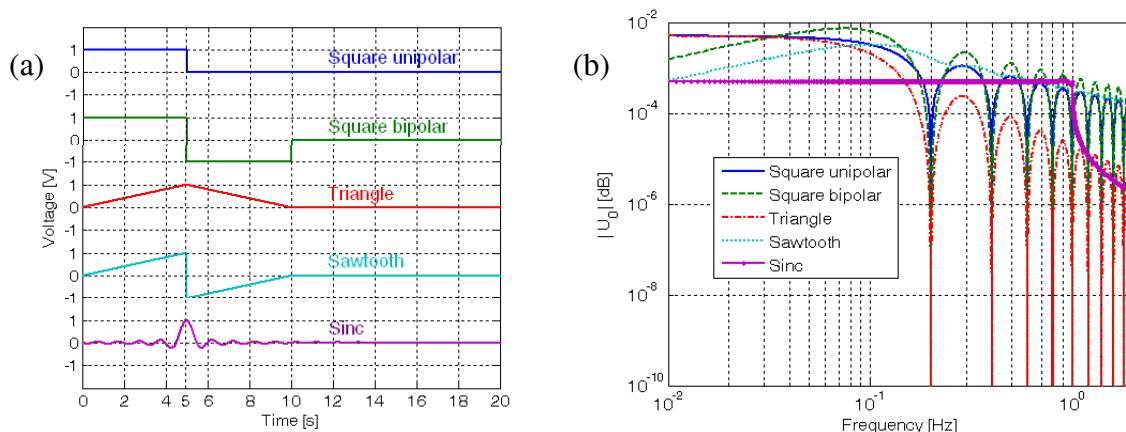 (a)
Voltage [V]
1
0
-1
Square unipolar
1
0
-1
Square bipolar
1
0
-1
Triangle
1
0
-1
Sawtooth
1
0
-1
Sinc
0 2 4 5 6 8 10 12 14 16 18 20
Time [s]
(b)
|U0| [dB]
10-2
10-4
10-6
10-8
10-10
Square unipolar
Square bipolar
Triangle
Sawtooth
Sinc
10-2 10-1 100
Frequency [Hz]